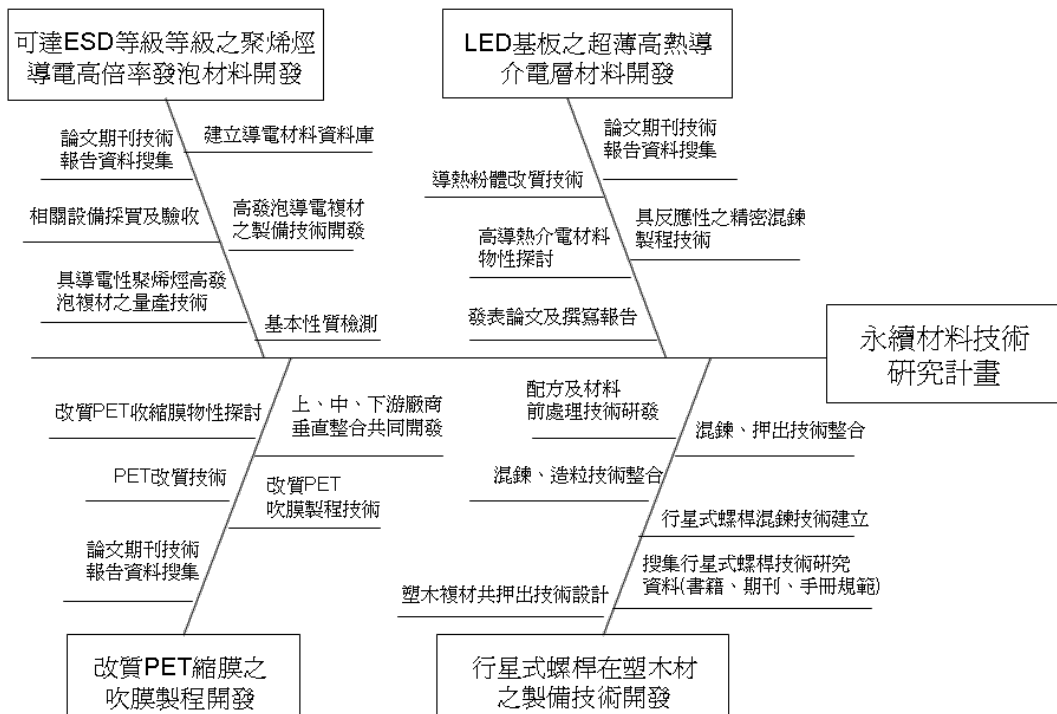 可達ESD等級等級之聚烯烴
導電高倍率發泡材料開發
LED基板之超薄高熱導
介電層材料開發
論文期刊技術
報告資料搜集
建立導電材料資料庫
相關設備採買及驗收
高發泡導電複材
之製備技術開發
具導電性聚烯烴高發
泡複材之量產技術
基本性質檢測
論文期刊技術
報告資料搜集
導熱粉體改質技術
高導熱介電材料
物性探討
具反應性之精密混鍊
製程技術
發表論文及撰寫報告
永續材料技術
研究計畫
改質PET收縮膜物性探討
上、中、下游廠商
垂直整合共同開發
PET改質技術
改質PET
吹膜製程技術
論文期刊技術
報告資料搜集
配方及材料
前處理技術研發
混鍊、押出技術整合
混鍊、造粒技術整合
行星式螺桿混鍊技術建立
搜集行星式螺桿技術研究
資料(書籍、期刊、手冊規範)
塑木複材共押出技術設計
改質PET縮膜之
吹膜製程開發
行星式螺桿在塑木材
之製備技術開發